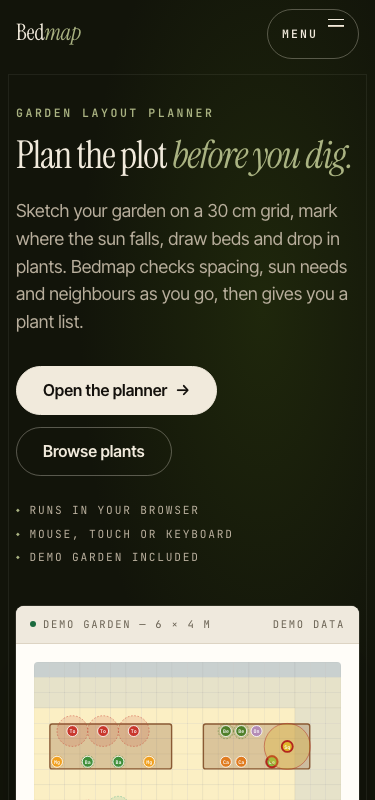 Bedmap
MENU
GARDEN LAYOUT PLANNER
Plan the plot before you dig.
Sketch your garden on a 30 cm grid, mark
where the sun falls, draw beds and drop in
plants. Bedmap checks spacing, sun needs
and neighbours as you go, then gives you a
plant list.
Open the planner →
Browse plants
RUNS IN YOUR BROWSER
MOUSE, TOUCH OR KEYBOARD
DEMO GARDEN INCLUDED
DEMO GARDEN — 6 × 4 M
DEMO DATA
To To To